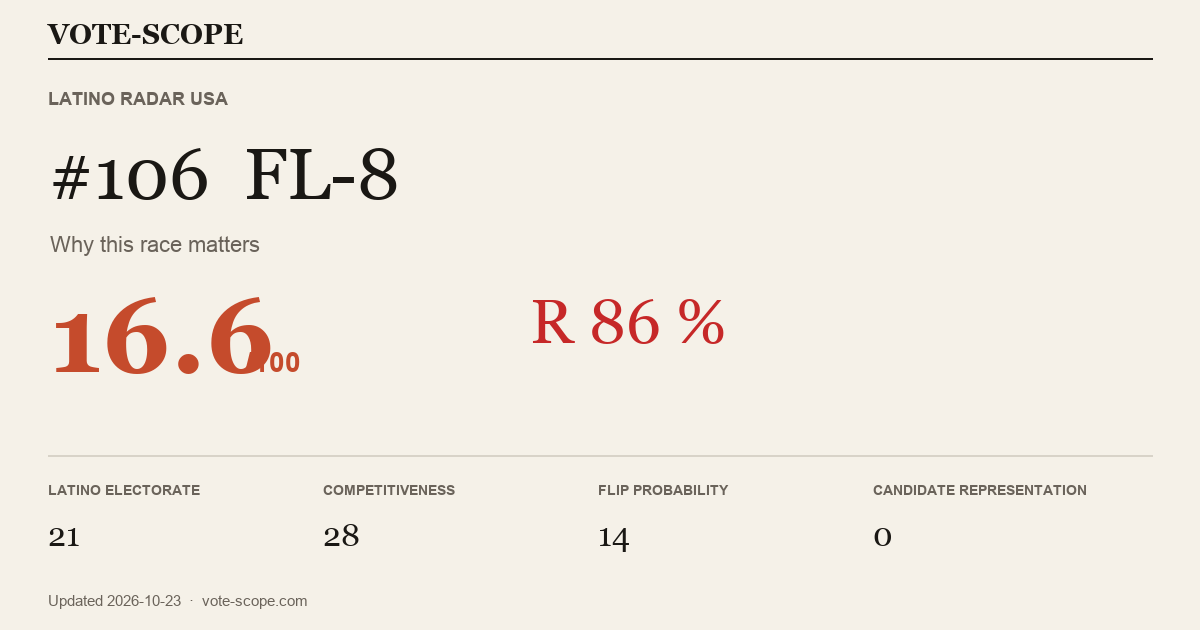 VOTE-SCOPE
LATINO RADAR USA
#106 FL-8
Why this race matters
16.6 /100
R 86 %
LATINO ELECTORATE
COMPETITIVENESS
FLIP PROBABILITY
CANDIDATE REPRESENTATION
21
28
14
0
Updated 2026-10-23 · vote-scope.com